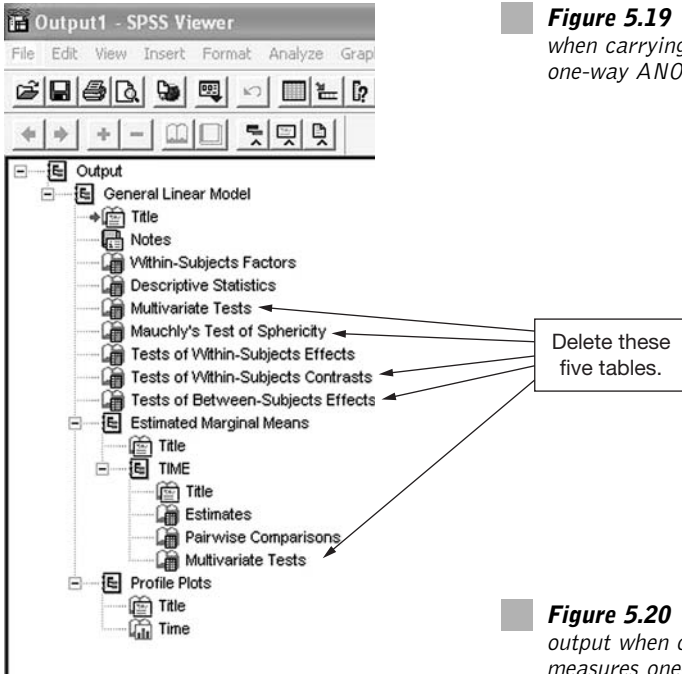 Output1 - SPSS Viewer
File Edit View Insert Format Analyze Grap
Output
General Linear Model
Title
Notes
Within-Subjects Factors
Descriptive Statistics
Multivariate Tests
Mauchly's Test of Sphericity
Tests of Within-Subjects Effects
Tests of Within-Subjects Contrasts
Tests of Between-Subjects Effects
Estimated Marginal Means
Title
TIME
Title
Estimates
Pairwise Comparisons
Multivariate Tests
Profile Plots
Title
Time
Delete these
five tables.
Figure 5.19
when carrying
one-way ANO
Figure 5.20
output when c
measures one